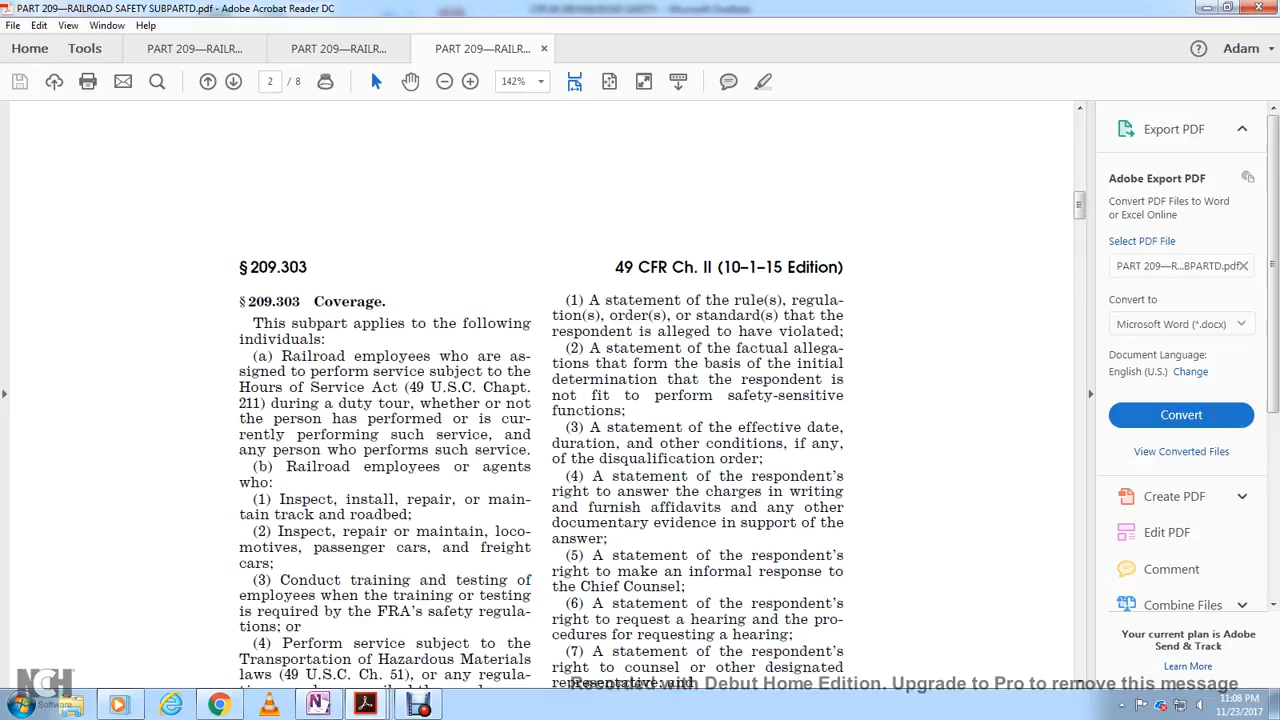 PART 209—RAILROAD SAFETY SUBPARTD.pdf - Adobe Acrobat Reader DC
File Edit View Window Help
Home Tools PART 209—RAILR... PART 209—RAILR... PART 209—RAILR... × Adam
2 / 8 142%
§ 209.303 49 CFR Ch. II (10–1–15 Edition)
§ 209.303 Coverage.
This subpart applies to the following
individuals:
(a) Railroad employees who are as-
signed to perform service subject to the
Hours of Service Act (49 U.S.C. Chapt.
211) during a duty tour, whether or not
the person has performed or is cur-
rently performing such service, and
any person who performs such service.
(b) Railroad employees or agents
who:
(1) Inspect, install, repair, or main-
tain track and roadbed;
(2) Inspect, repair or maintain, loco-
motives, passenger cars, and freight
cars;
(3) Conduct training and testing of
employees when the training or testing
is required by the FRA's safety regula-
tions; or
(4) Perform service subject to the
Transportation of Hazardous Materials
laws (49 U.S.C. Ch. 51), or any regula-
(1) A statement of the rule(s), regula-
tion(s), order(s), or standard(s) that the
respondent is alleged to have violated;
(2) A statement of the factual allega-
tions that form the basis of the initial
determination that the respondent is
not fit to perform safety-sensitive
functions;
(3) A statement of the effective date,
duration, and other conditions, if any,
of the disqualification order;
(4) A statement of the respondent's
right to answer the charges in writing
and furnish affidavits and any other
documentary evidence in support of the
answer;
(5) A statement of the respondent's
right to make an informal response to
the Chief Counsel;
(6) A statement of the respondent's
right to request a hearing and the pro-
cedures for requesting a hearing;
(7) A statement of the respondent's
right to counsel or other designated
representative; and
Export PDF
Adobe Export PDF
Convert PDF Files to Word
or Excel Online
Select PDF File
PART 209—R...BPARTD.pdf
Convert to
Microsoft Word (*.docx)
Document Language:
English (U.S.) Change
Convert
View Converted Files
Create PDF
Edit PDF
Comment
Combine Files
Your current plan is Adobe
Send & Track
Learn More
Recorded with Debut Home Edition. Upgrade to Pro to remove this message
NCH
Software
11:08 PM
11/23/2017